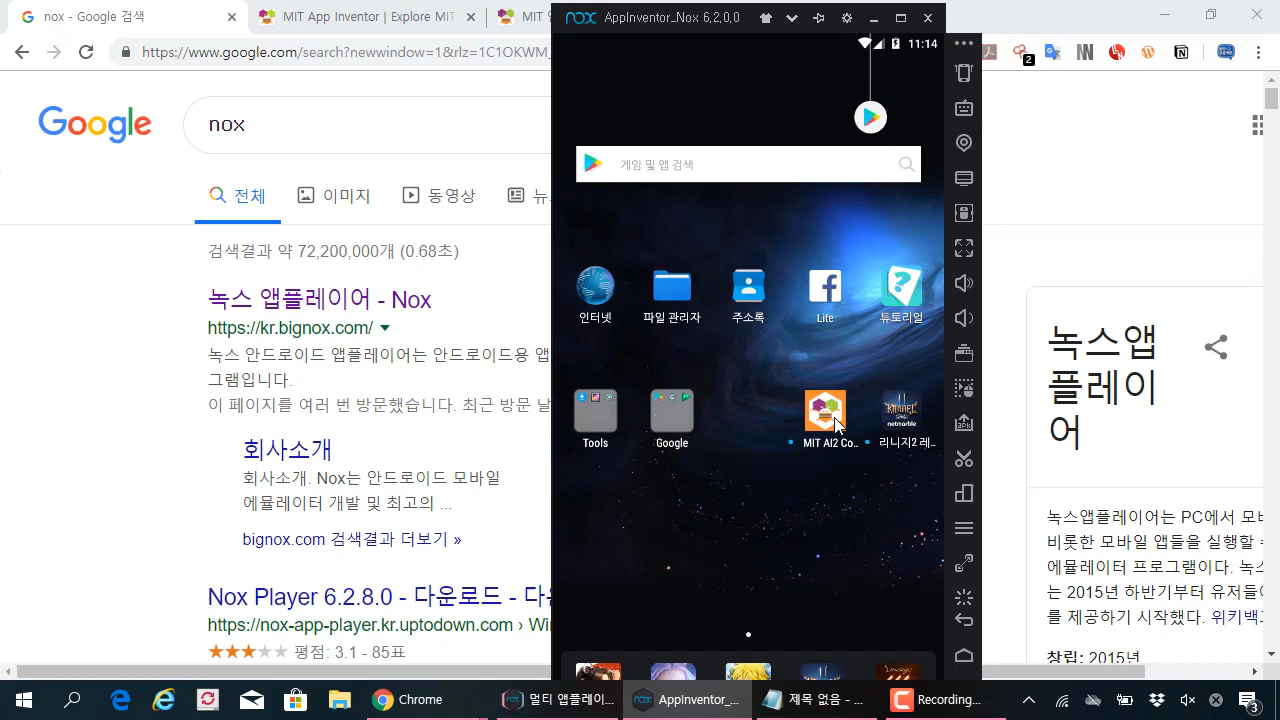 nox - Google 검색
App Inventor | Explore MIT
MIT 앱
nox AppInventor_Nox 6,2,0,0
2
Google
nox
전체
이미지
동영상
뉴
검색결과 약 72,200,000개 (0.68초)
녹스 앱플레이어 - Nox
https://kr.bignox.com/
녹스 안드로이드 앱플레이어는 안드로이드용 앱
그램입니다.
이 페이지를 여러 번 방문했습니다. 최근 방문 날
회사소개
회사소개. Nox는 안드로이드 모바일
에뮬레이터 개발 및 최고의 ...
bignox.com 검색결과 더보기 »
Nox Player 6.2.8.0 - 다운로드 - 다
https://nox-app-player.kr.uptodown.com › Wi
평점: 3.1 - 85표
11:14
게임 및 앱 검색
인터넷
파일 관리자
주소록
Lite
튜토리얼
Tools
Google
MIT AI2 Co..
netmarble
리니지2 레..
녹스앱
플레이
어
녹스앱플레이어는 PC에서 모
비롯한 모바일 앱들을 실행할
에뮬레이터 프로그램이다. 녹
는 2015년 하반기부터 유저들
를 제공하기 시작했다. 위키백
창립: 2015년
Chrome
nox 멀티 앱플레이...
nox AppInventor_...
제목 없음 - ...
Recording...
3